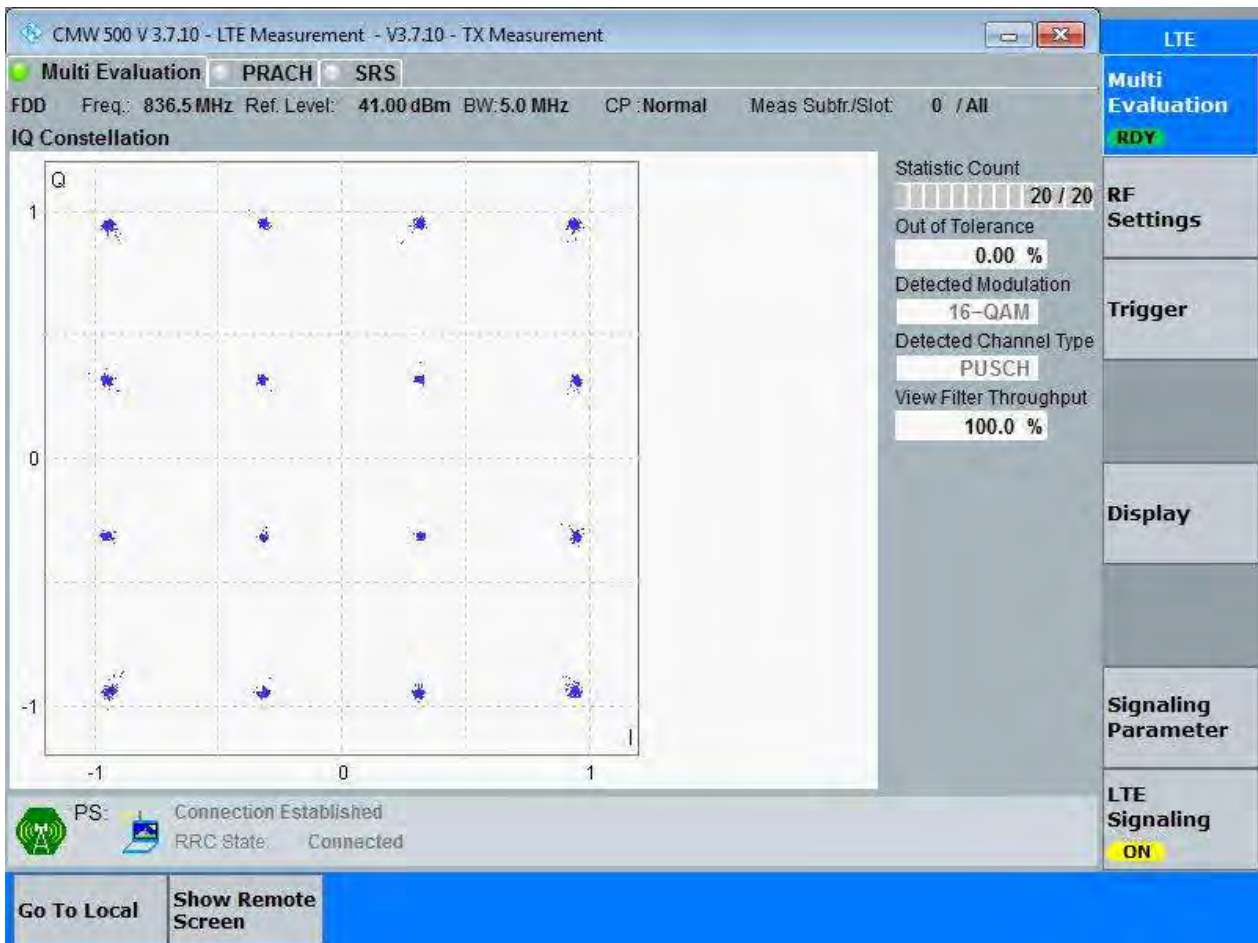 CMW 500 V 3.7.10 - LTE Measurement - V3.7.10 - TX Measurement
LTE
Multi Evaluation PRACH SRS
FDD Freq.: 836.5 MHz Ref. Level: 41.00 dBm BW: 5.0 MHz CP : Normal Meas Subfr./Slot: 0 / All
IQ Constellation
Q
1
0
-1
I
-1 0 1
Statistic Count
20 / 20
Out of Tolerance
0.00 %
Detected Modulation
16-QAM
Detected Channel Type
PUSCH
View Filter Throughput
100.0 %
Multi
Evaluation
RDY
RF
Settings
Trigger
Display
Signaling
Parameter
LTE
Signaling
ON
PS: Connection Established
RRC State: Connected
Go To Local
Show Remote
Screen